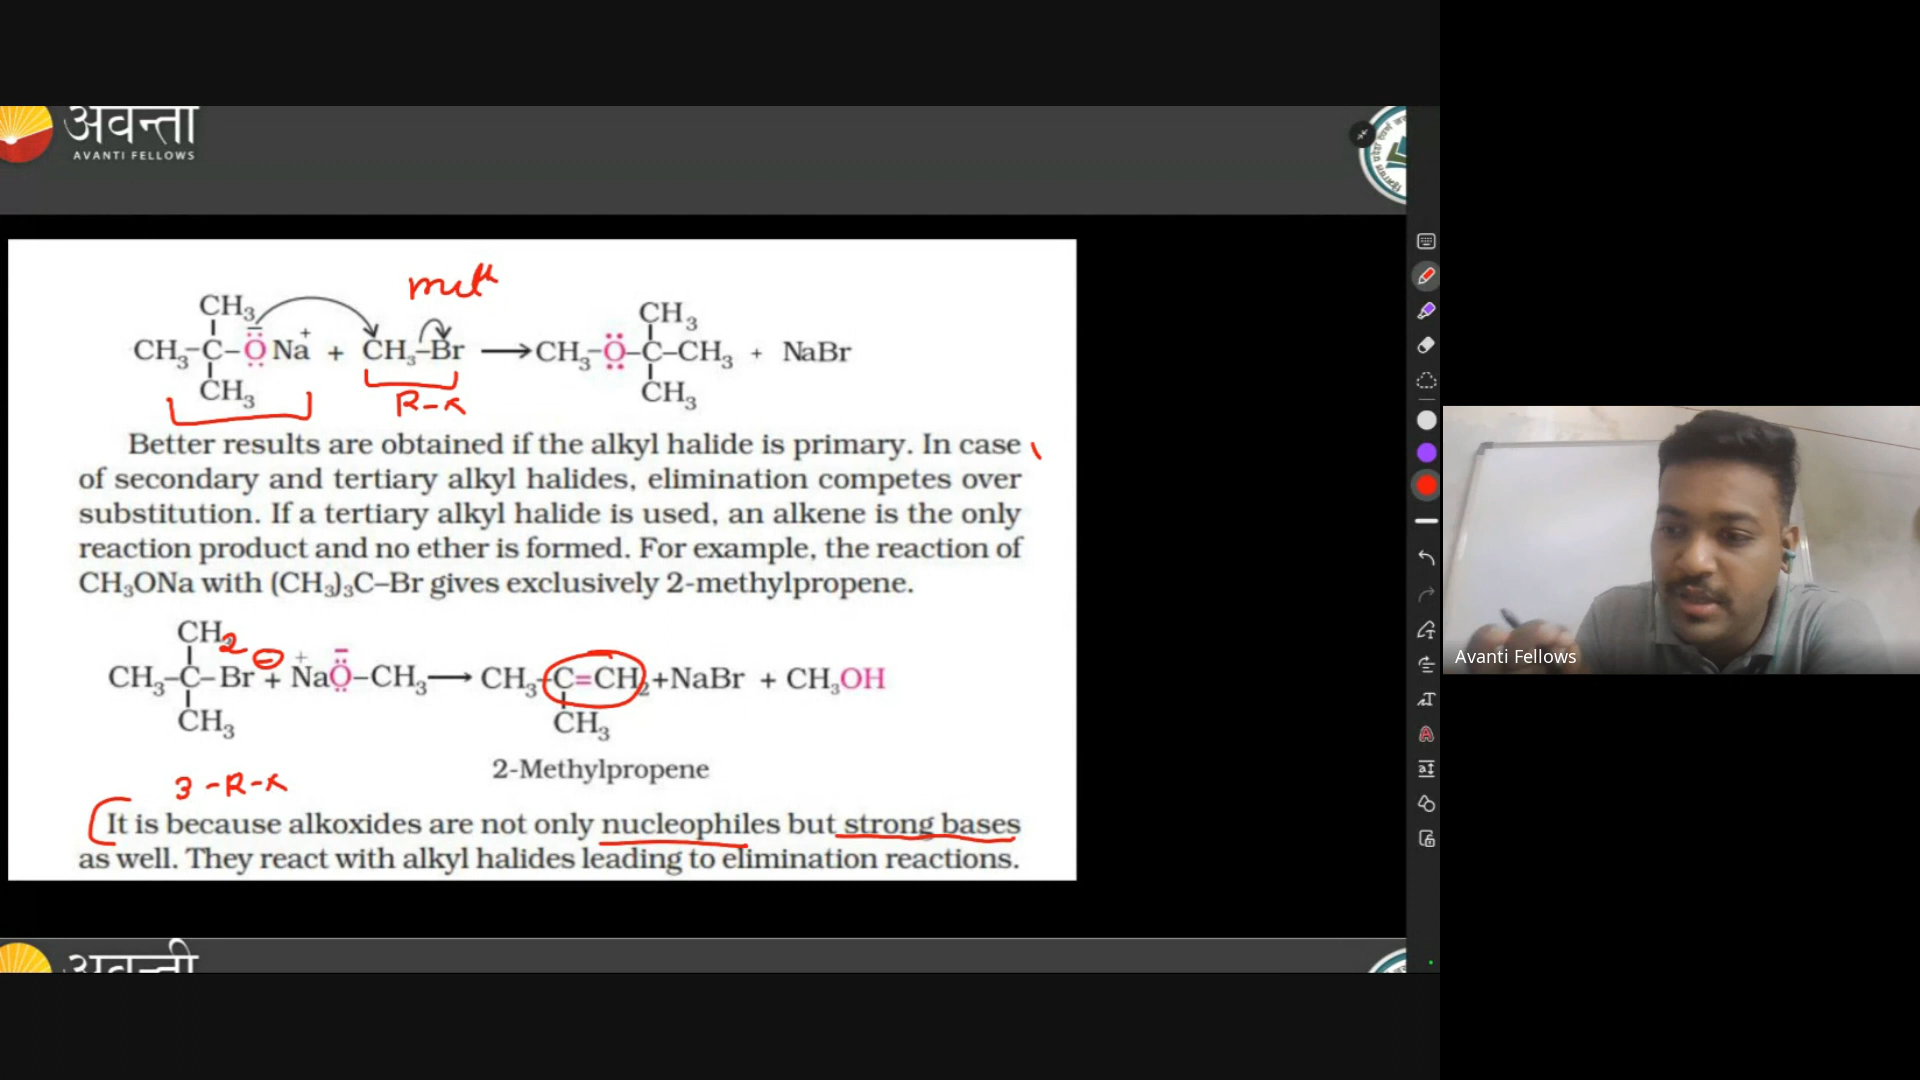 अवन्ती
AVANTI FELLOWS
meth
CH₃
CH₃–C–ÖNa⁺ + CH₃–Br ⟶ CH₃–Ö–C–CH₃ + NaBr
CH₃
CH₃
CH₃
R-x
Better results are obtained if the alkyl halide is primary. In case
of secondary and tertiary alkyl halides, elimination competes over
substitution. If a tertiary alkyl halide is used, an alkene is the only
reaction product and no ether is formed. For example, the reaction of
CH₃ONa with (CH₃)₃C–Br gives exclusively 2-methylpropene.
CH₂ ⊖
CH₃–C–Br + Na⁺Ö⁻–CH₃ ⟶ CH₃–C=CH₂+NaBr + CH₃OH
CH₃
CH₃
2-Methylpropene
3 -R-x
It is because alkoxides are not only nucleophiles but strong bases
as well. They react with alkyl halides leading to elimination reactions.
अवन्ती
Avanti Fellows